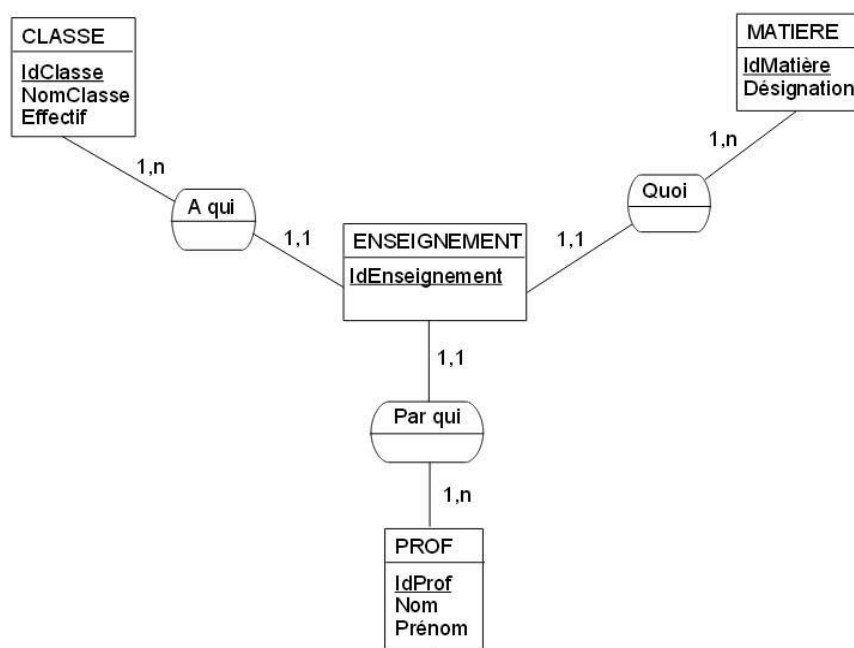 CLASSE
IdClasse
NomClasse
Effectif
MATIERE
IdMatière
Désignation
1,n
1,n
A qui
Quoi
1,1
1,1
ENSEIGNEMENT
IdEnseignement
1,1
Par qui
1,n
PROF
IdProf
Nom
Prénom